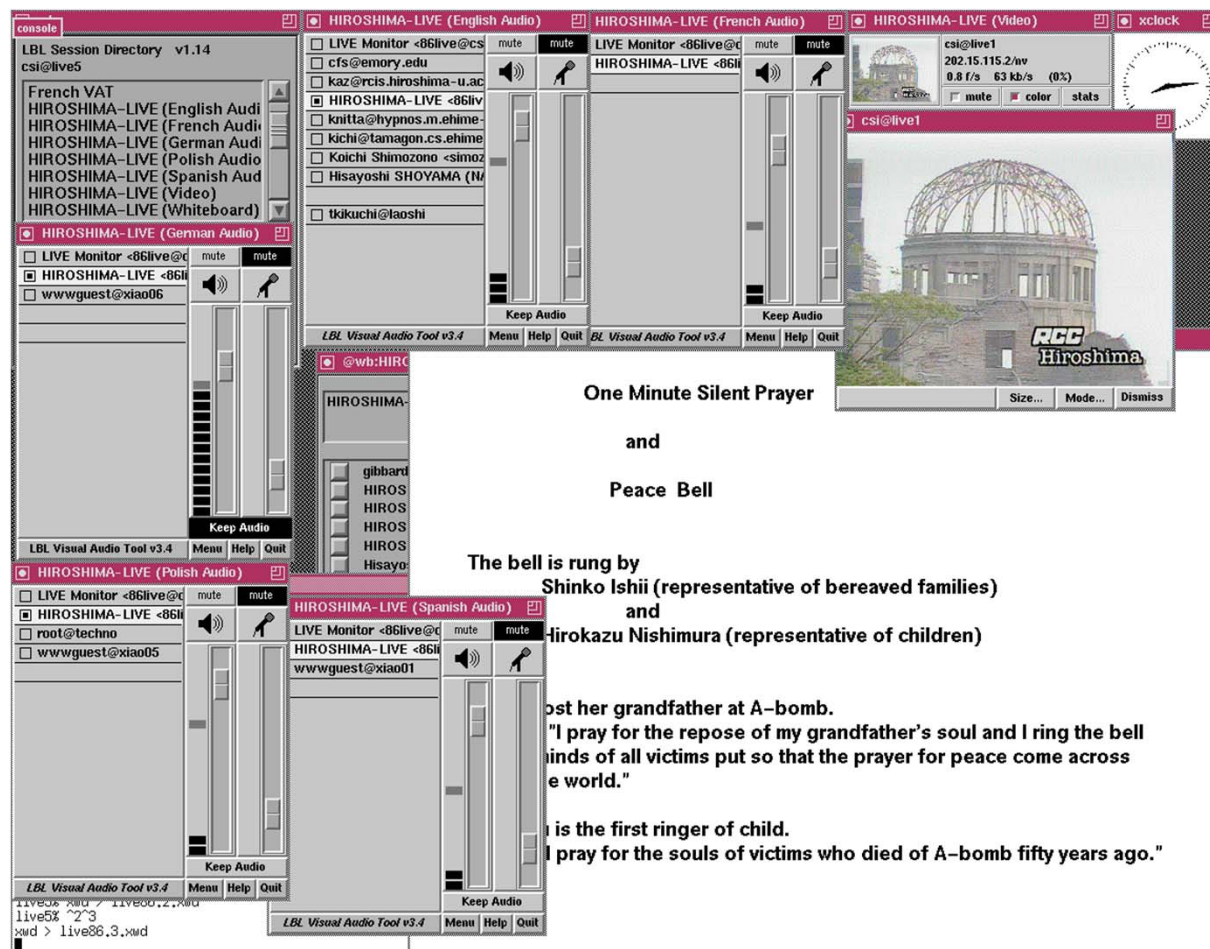 console
LBL Session Directory v1.14
csi@live5
French VAT
HIROSHIMA-LIVE (English Audi
HIROSHIMA-LIVE (French Audi
HIROSHIMA-LIVE (German Audi
HIROSHIMA-LIVE (Polish Audio
HIROSHIMA-LIVE (Spanish Aud
HIROSHIMA-LIVE (Video)
HIROSHIMA-LIVE (Whiteboard)
HIROSHIMA-LIVE (English Audio)
LIVE Monitor <86live@cs
cfs@emory.edu
kaz@rcis.hiroshima-u.ac
HIROSHIMA-LIVE <86liv
knitta@hypnos.m.ehime-
kichi@tamagon.cs.ehime
Koichi Shimozono <simoz
Hisayoshi SHOYAMA (NA
tkikuchi@laoshi
mute mute
Keep Audio
LBL Visual Audio Tool v3.4 Menu Help Quit
HIROSHIMA-LIVE (French Audio)
LIVE Monitor <86live@c
HIROSHIMA-LIVE <86li
mute mute
Keep Audio
BL Visual Audio Tool v3.4 Menu Help Quit
HIROSHIMA-LIVE (Video)
csi@live1
202.15.115.2/nv
0.8 f/s 63 kb/s (0%)
mute color stats
xclock
csi@live1
RCC
Hiroshima
Size... Mode... Dismiss
HIROSHIMA-LIVE (German Audio)
LIVE Monitor <86live@c
HIROSHIMA-LIVE <86li
wwwguest@xiao06
mute mute
Keep Audio
LBL Visual Audio Tool v3.4 Menu Help Quit
@wb:HIRO
HIROSHIMA-
gibbard
HIROS
HIROS
HIROS
HIROS
Hisayo
One Minute Silent Prayer
and
Peace Bell
The bell is rung by
Shinko Ishii (representative of bereaved families)
and
Hirokazu Nishimura (representative of children)
ost her grandfather at A-bomb.
"I pray for the repose of my grandfather's soul and I ring the bell
inds of all victims put so that the prayer for peace come across
e world."
is the first ringer of child.
I pray for the souls of victims who died of A-bomb fifty years ago."
HIROSHIMA-LIVE (Polish Audio)
LIVE Monitor <86live@c
HIROSHIMA-LIVE <86li
root@techno
wwwguest@xiao05
mute mute
Keep Audio
LBL Visual Audio Tool v3.4 Menu Help Quit
HIROSHIMA-LIVE (Spanish Audio)
LIVE Monitor <86live@c
HIROSHIMA-LIVE <86li
wwwguest@xiao01
mute mute
Keep Audio
LBL Visual Audio Tool v3.4 Menu Help Quit
live5% xwd > live86.2.xwd
live5% ^2^3
xwd > live86.3.xwd